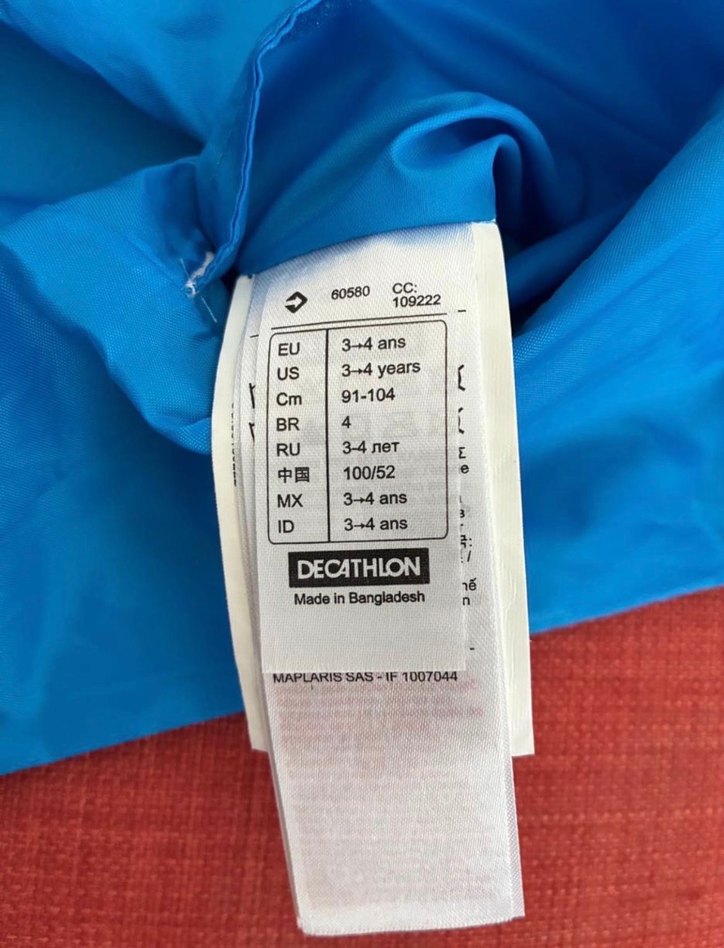 60580 CC: 109222
EU 3→4 ans
US 3→4 years
Cm 91-104
BR 4
RU 3-4 лет
中国 100/52
MX 3→4 ans
ID 3→4 ans
DECATHLON
Made in Bangladesh
MAPLARIS SAS - IF 1007044